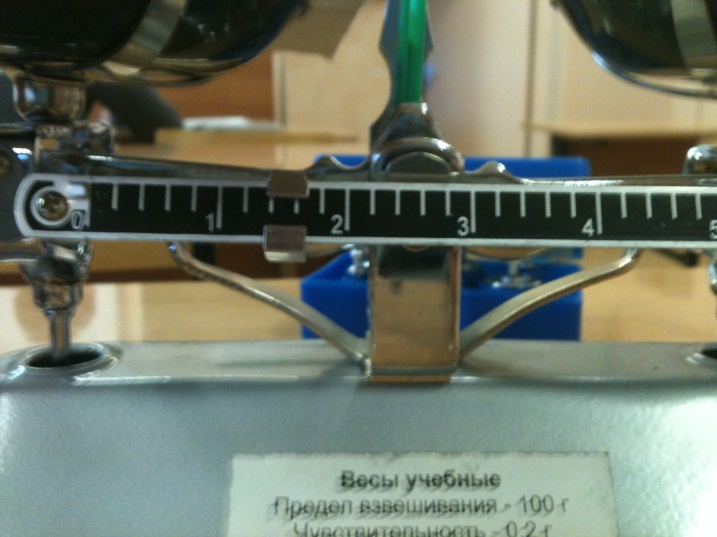 0 1 2 3 4 5
Весы учебные
Предел взвешивания - 100 г
Чувствительность - 0,2 г